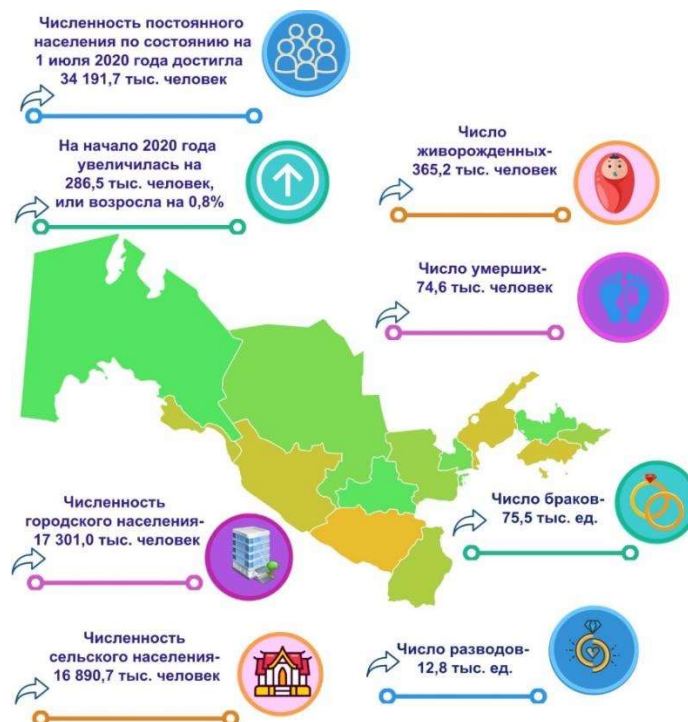 Численность постоянного
населения по состоянию на
1 июля 2020 года достигла
34 191,7 тыс. человек
На начало 2020 года
увеличилась на
286,5 тыс. человек,
или возросла на 0,8%
Число
живорожденных-
365,2 тыс. человек
Число умерших-
74,6 тыс. человек
Численность
городского населения-
17 301,0 тыс. человек
Число браков-
75,5 тыс. ед.
Численность
сельского населения-
16 890,7 тыс. человек
Число разводов-
12,8 тыс. ед.